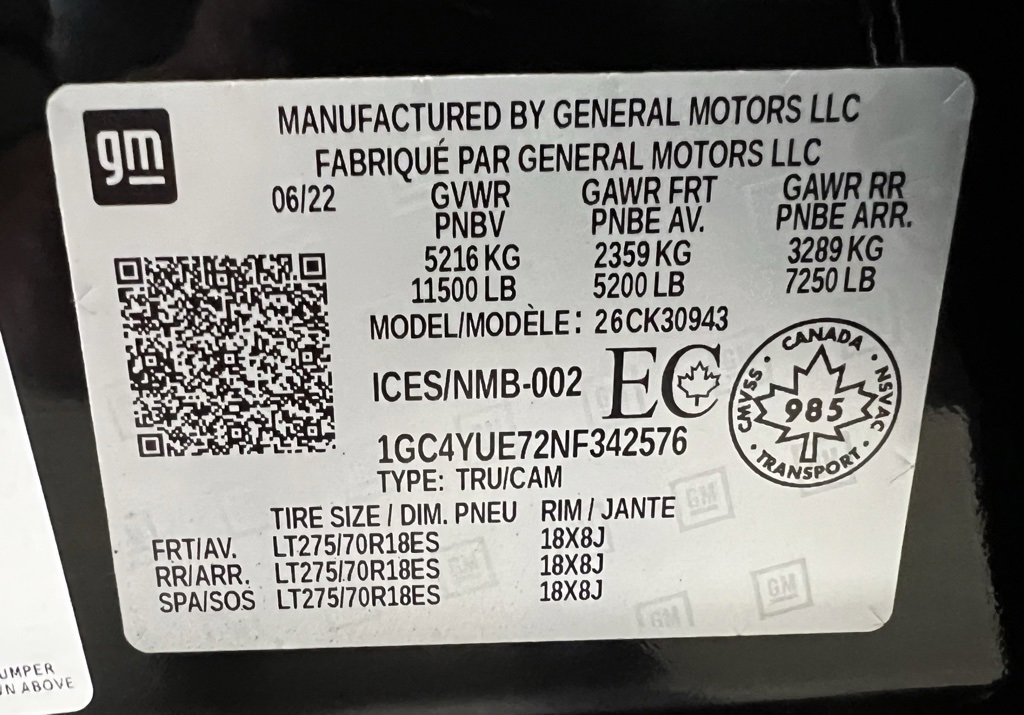 gm
MANUFACTURED BY GENERAL MOTORS LLC
FABRIQUÉ PAR GENERAL MOTORS LLC
06/22 GVWR GAWR FRT GAWR RR
PNBV PNBE AV. PNBE ARR.
5216 KG 2359 KG 3289 KG
11500 LB 5200 LB 7250 LB
MODEL/MODÈLE: 26CK30943
ICES/NMB-002 EC
CANADA
CMVSS · NSVAC
985
TRANSPORT
1GC4YUE72NF342576
TYPE: TRU/CAM
TIRE SIZE / DIM. PNEU RIM / JANTE
FRT/AV. LT275/70R18ES 18X8J
RR/ARR. LT275/70R18ES 18X8J
SPA/SOS LT275/70R18ES 18X8J
GM
GM
GM
ABOVE